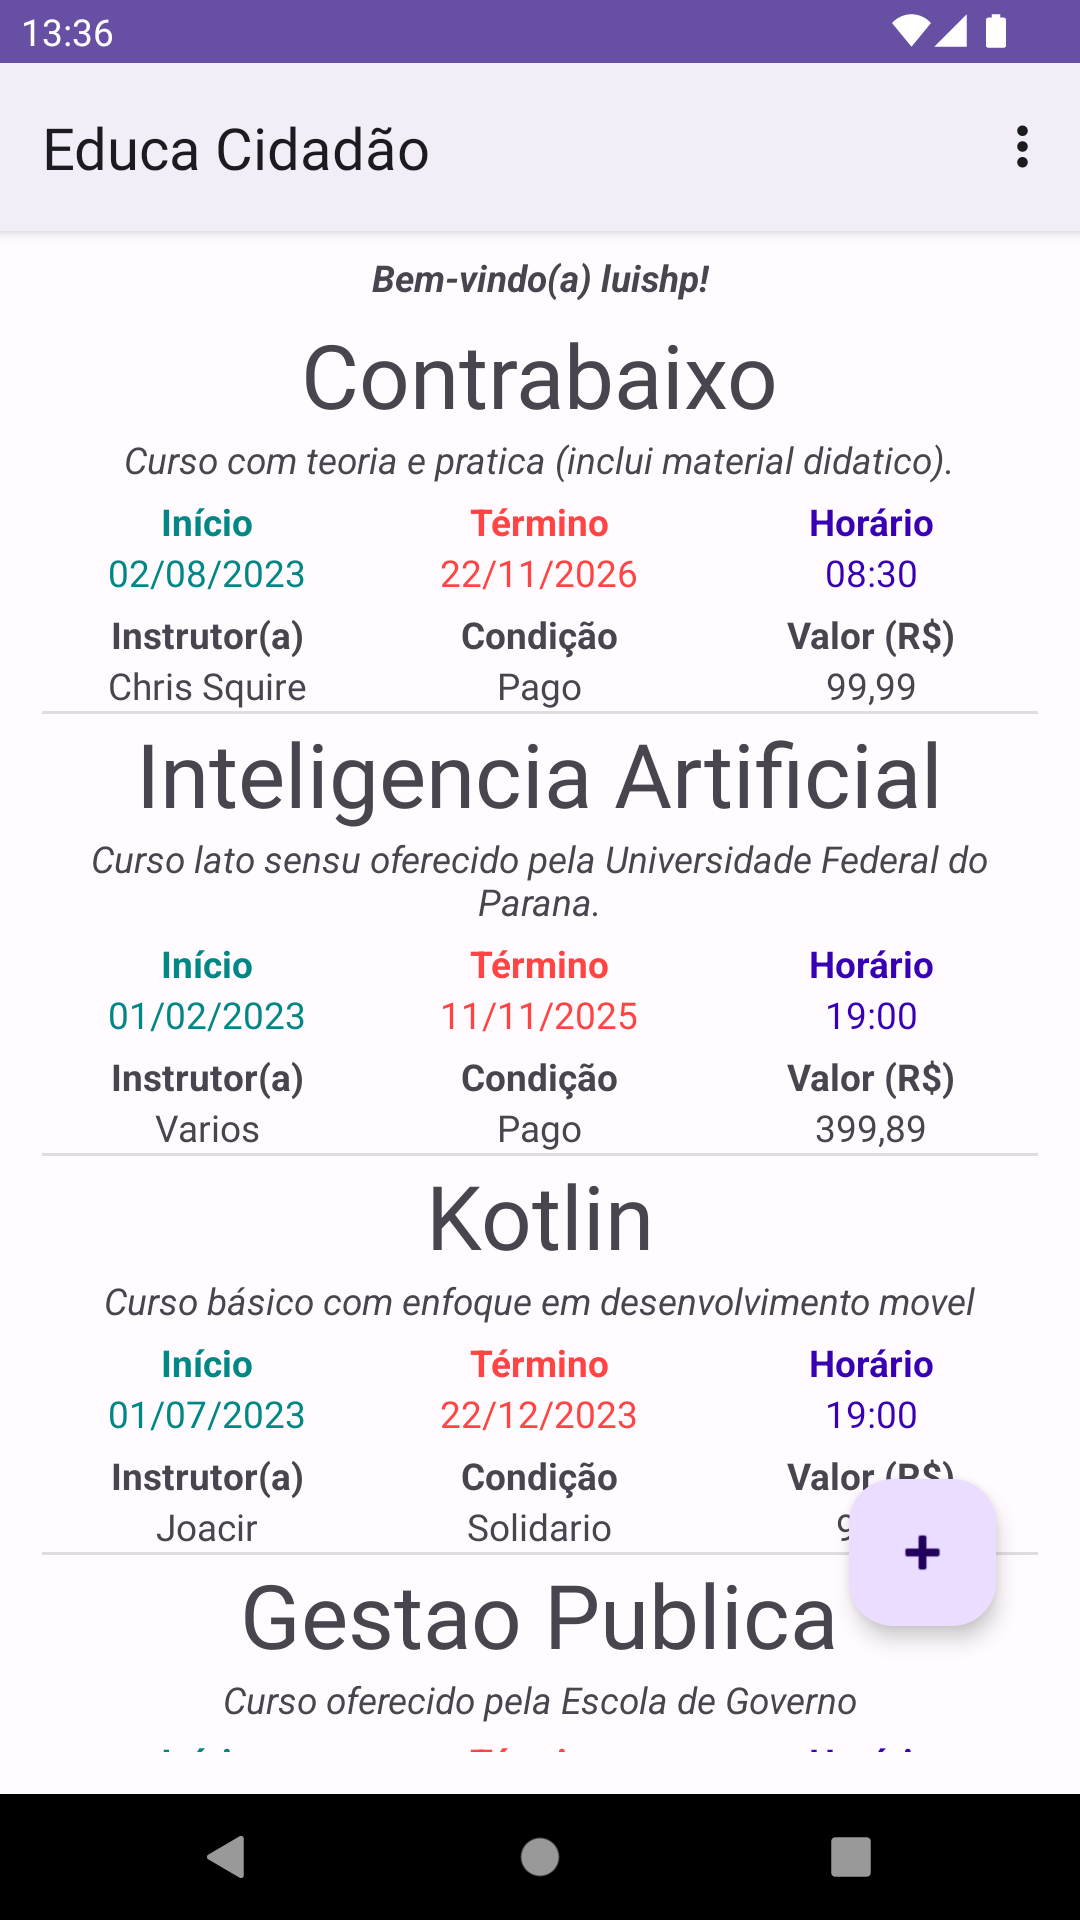 13:36
Educa Cidadão
Bem-vindo(a) luishp!
Contrabaixo
Curso com teoria e pratica (inclui material didatico).
Início Término Horário
02/08/2023 22/11/2026 08:30
Instrutor(a) Condição Valor (R$)
Chris Squire Pago 99,99
Inteligencia Artificial
Curso lato sensu oferecido pela Universidade Federal do
Parana.
Início Término Horário
01/02/2023 11/11/2025 19:00
Instrutor(a) Condição Valor (R$)
Varios Pago 399,89
Kotlin
Curso básico com enfoque em desenvolvimento movel
Início Término Horário
01/07/2023 22/12/2023 19:00
Instrutor(a) Condição Valor (R$)
Joacir Solidario
Gestao Publica
Curso oferecido pela Escola de Governo